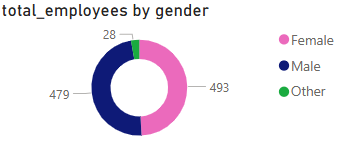 total_employees by gender
28
Female
Male
479
493
Other